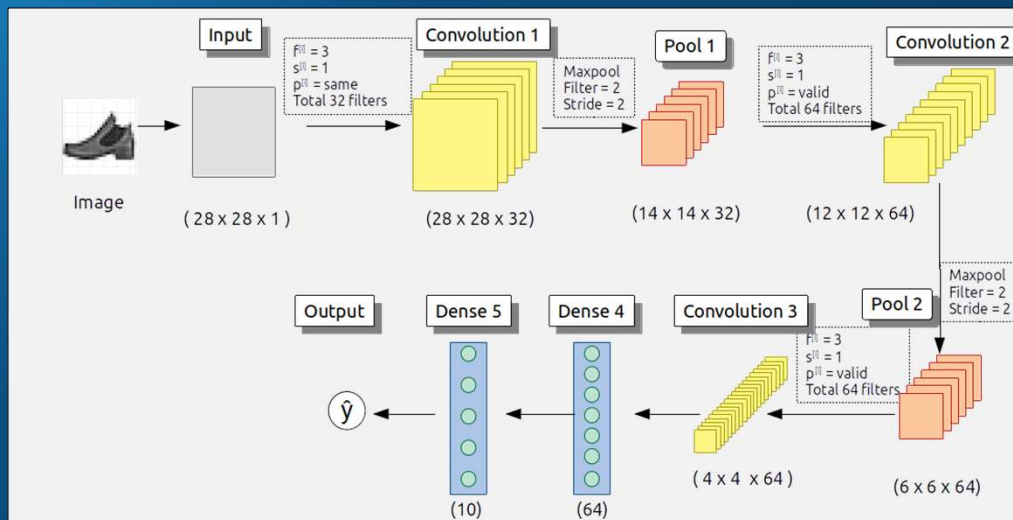 Input
f[l] = 3
s[l] = 1
p[l] = same
Total 32 filters
Convolution 1
Maxpool
Filter = 2
Stride = 2
Pool 1
f[l] = 3
s[l] = 1
p[l] = valid
Total 64 filters
Convolution 2
Image
( 28 x 28 x 1 )
(28 x 28 x 32)
(14 x 14 x 32)
(12 x 12 x 64)
Maxpool
Filter = 2
Stride = 2
Output
Dense 5
Dense 4
Convolution 3
Pool 2
f[l] = 3
s[l] = 1
p[l] = valid
Total 64 filters
ŷ
(10)
(64)
( 4 x 4 x 64 )
(6 x 6 x 64)